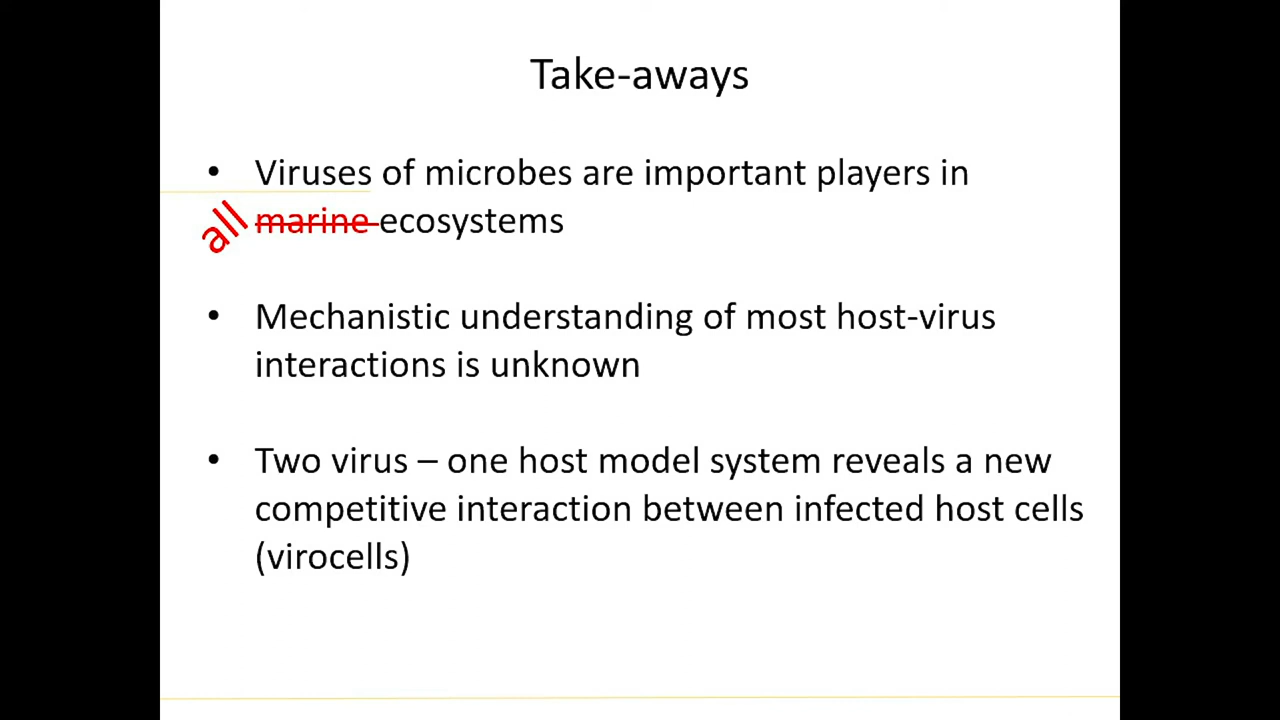 Take-aways
• Viruses of microbes are important players in
all marine ecosystems
• Mechanistic understanding of most host-virus
interactions is unknown
• Two virus – one host model system reveals a new
competitive interaction between infected host cells
(virocells)